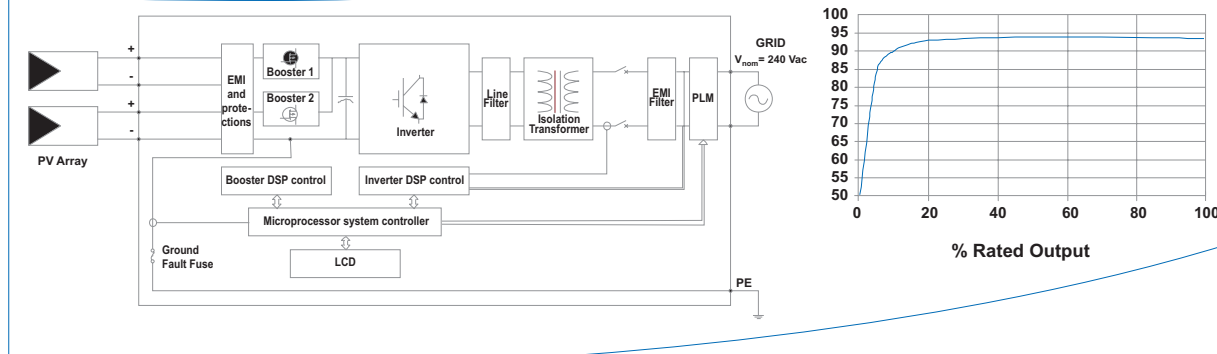 +
-
+
-
PV Array
EMI
and
prote-
ctions
Booster 1
Booster 2
Inverter
Line
Filter
Isolation
Transformer
EMI
Filter
PLM
GRID
Vnom= 240 Vac
Booster DSP control
Inverter DSP control
Microprocessor system controller
LCD
Ground
Fault Fuse
PE
95
95
90
85
80
75
70
65
60
55
50
0
20
40
60
80
100
% Rated Output